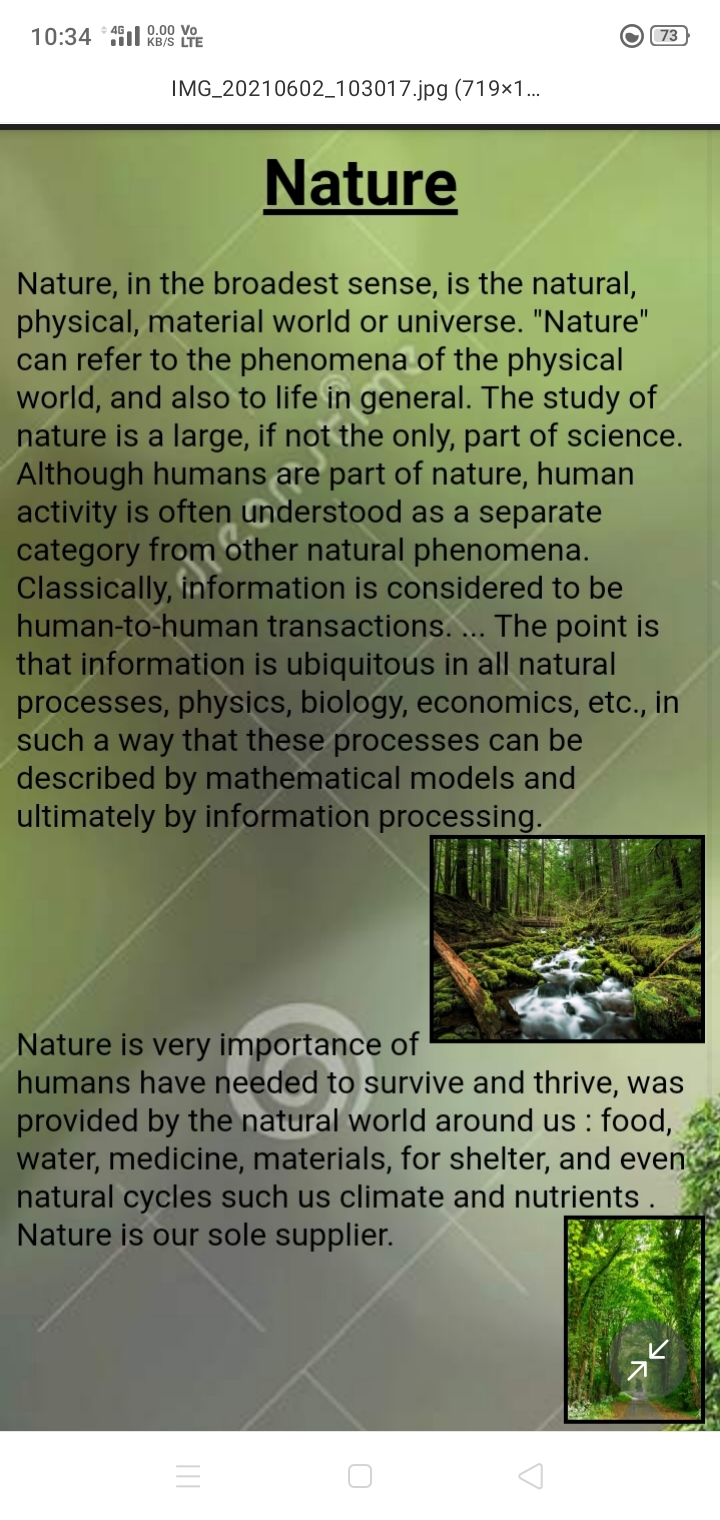 10:34 4G 0.00 KB/S Vo LTE 73
IMG_20210602_103017.jpg (719×1...
Nature
Nature, in the broadest sense, is the natural,
physical, material world or universe. "Nature"
can refer to the phenomena of the physical
world, and also to life in general. The study of
nature is a large, if not the only, part of science.
Although humans are part of nature, human
activity is often understood as a separate
category from other natural phenomena.
Classically, information is considered to be
human-to-human transactions. ... The point is
that information is ubiquitous in all natural
processes, physics, biology, economics, etc., in
such a way that these processes can be
described by mathematical models and
ultimately by information processing.
Nature is very importance of
humans have needed to survive and thrive, was
provided by the natural world around us : food,
water, medicine, materials, for shelter, and even
natural cycles such us climate and nutrients .
Nature is our sole supplier.
dreamstime